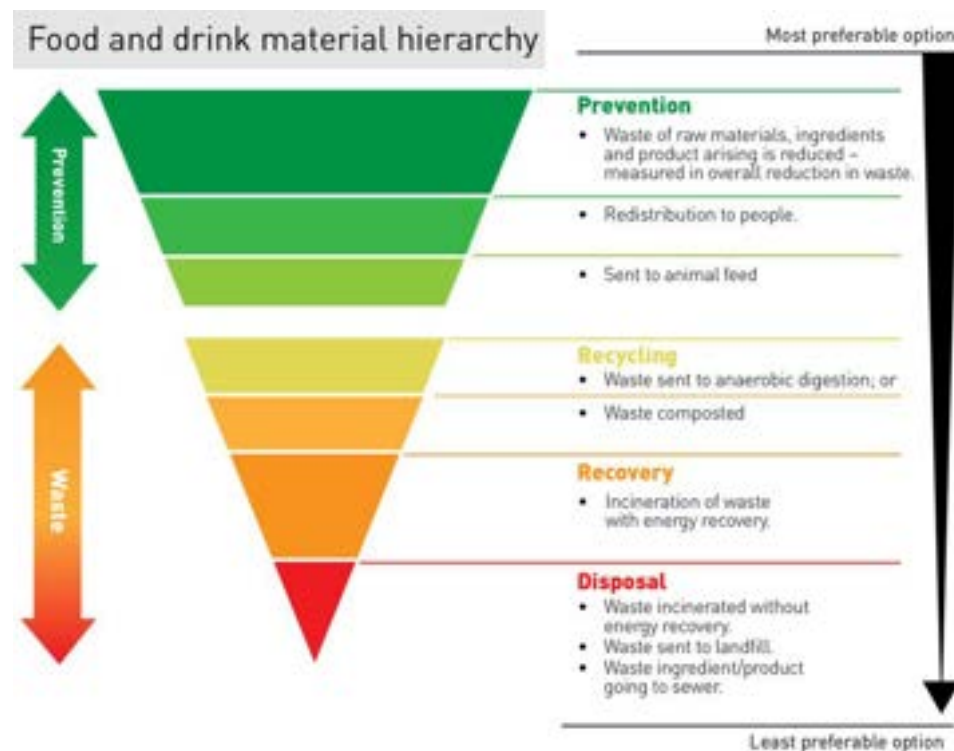 Food and drink material hierarchy
Most preferable option
Prevention
Prevention
• Waste of raw materials, ingredients
and product arising is reduced –
measured in overall reduction in waste.
• Redistribution to people.
• Sent to animal feed
Waste
Recycling
• Waste sent to anaerobic digestion; or
• Waste composted
Recovery
• Incineration of waste
with energy recovery.
Disposal
• Waste incinerated without
energy recovery.
• Waste sent to landfill.
• Waste ingredient/product
going to sewer.
Least preferable option